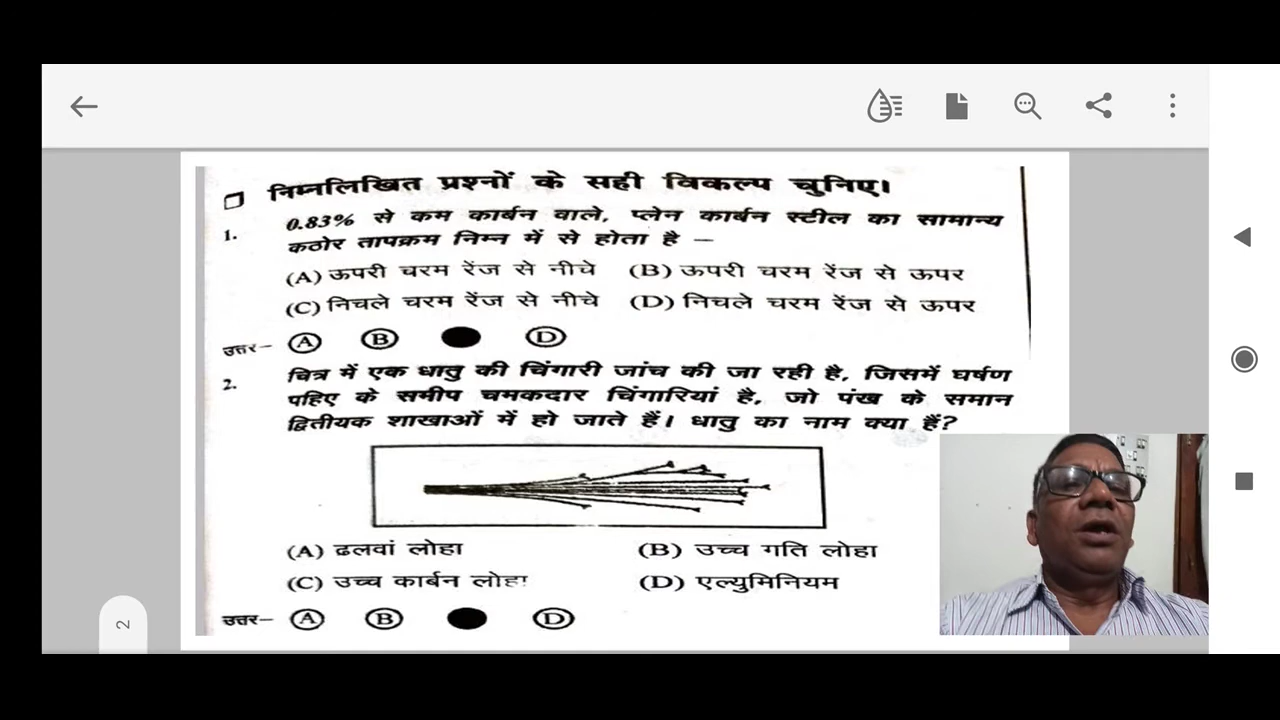 ❑ निम्नलिखित प्रश्नों के सही विकल्प चुनिए।
1. 0.83% से कम कार्बन वाले, प्लेन कार्बन स्टील का सामान्य
कठोर तापक्रम निम्न में से होता है –
(A) ऊपरी चरम रेंज से नीचे (B) ऊपरी चरम रेंज से ऊपर
(C) निचले चरम रेंज से नीचे (D) निचले चरम रेंज से ऊपर
उत्तर– A B D
2. चित्र में एक धातु की चिंगारी जांच की जा रही है, जिसमें घर्षण
पहिए के समीप चमकदार चिंगारियां है, जो पंख के समान
द्वितीयक शाखाओं में हो जाते हैं। धातु का नाम क्या हैं?
(A) ढलवां लोहा (B) उच्च गति लोहा
(C) उच्च कार्बन लोहा (D) एल्युमिनियम
उत्तर– A B D
2